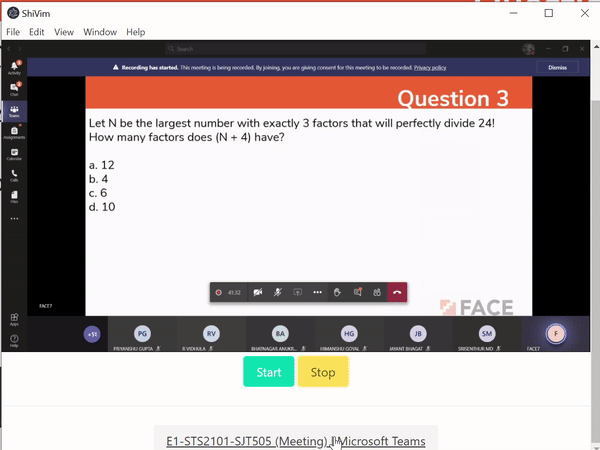 ShiVim
File Edit View Window Help
Search
Recording has started. This meeting is being recorded. By joining, you are giving consent for this meeting to be recorded. Privacy policy
Dismiss
Activity
Chat
Teams
Assignments
Calendar
Calls
Files
Apps
Help
Question 3
Let N be the largest number with exactly 3 factors that will perfectly divide 24!
How many factors does (N + 4) have?
a. 12
b. 4
c. 6
d. 10
41:32
FACE7
FACE
+51
PG
RV
BA
HG
JB
SM
F
PRIYANSHU GUPTA
R VIDHULA
BHATNAGAR ANUKR...
HIMANSHU GOYAL
JAYANT BHAGAT
SRISENTHUR MD
FACE7
Start
Stop
E1-STS2101-SJT505 (Meeting) | Microsoft Teams